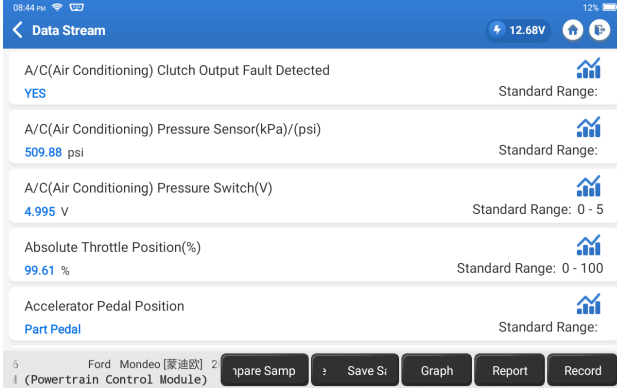 08:44 PM 12%
Data Stream 12.68V
A/C(Air Conditioning) Clutch Output Fault Detected
YES Standard Range:
A/C(Air Conditioning) Pressure Sensor(kPa)/(psi)
509.88 psi Standard Range:
A/C(Air Conditioning) Pressure Switch(V)
4.995 V Standard Range: 0 - 5
Absolute Throttle Position(%)
99.61 % Standard Range: 0 - 100
Accelerator Pedal Position
Part Pedal Standard Range:
Ford Mondeo [蒙迪欧] 2
(Powertrain Control Module)
npare Samp
e Save Sa
Graph
Report
Record